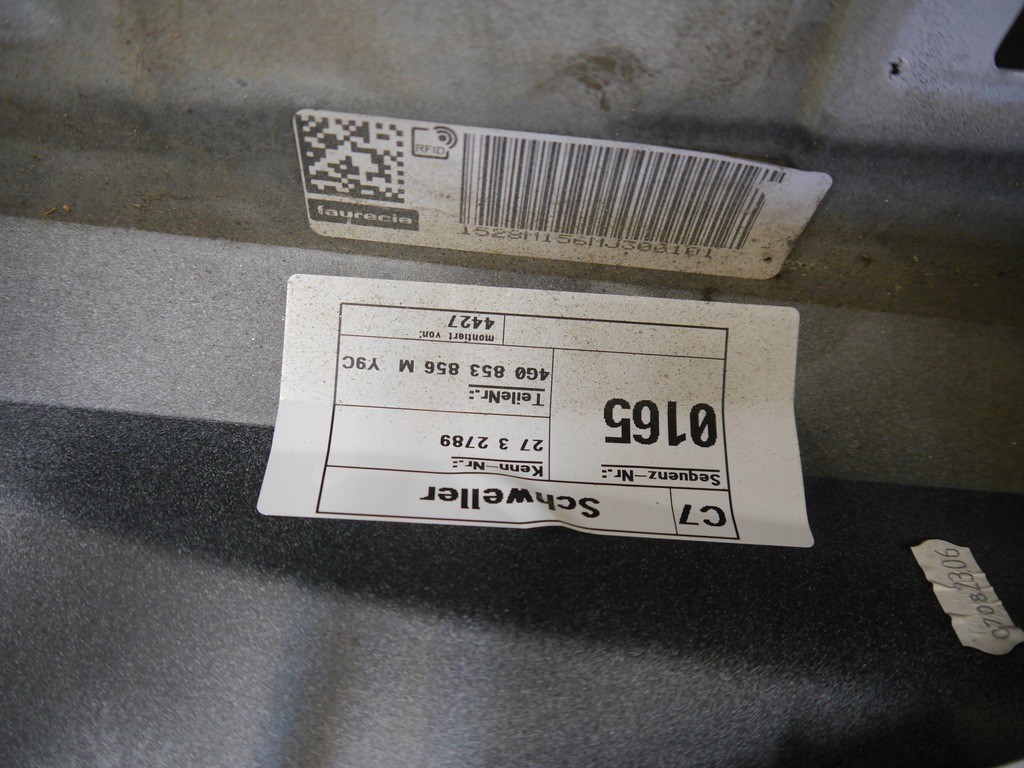 RFID
faurecia
1528M156MJ300101
C7
Schweller
Sequenz-Nr.:
0165
Kenn-Nr.:
27 3 2789
TeileNr.:
4G0 853 856 M Y9C
montiert von:
4427